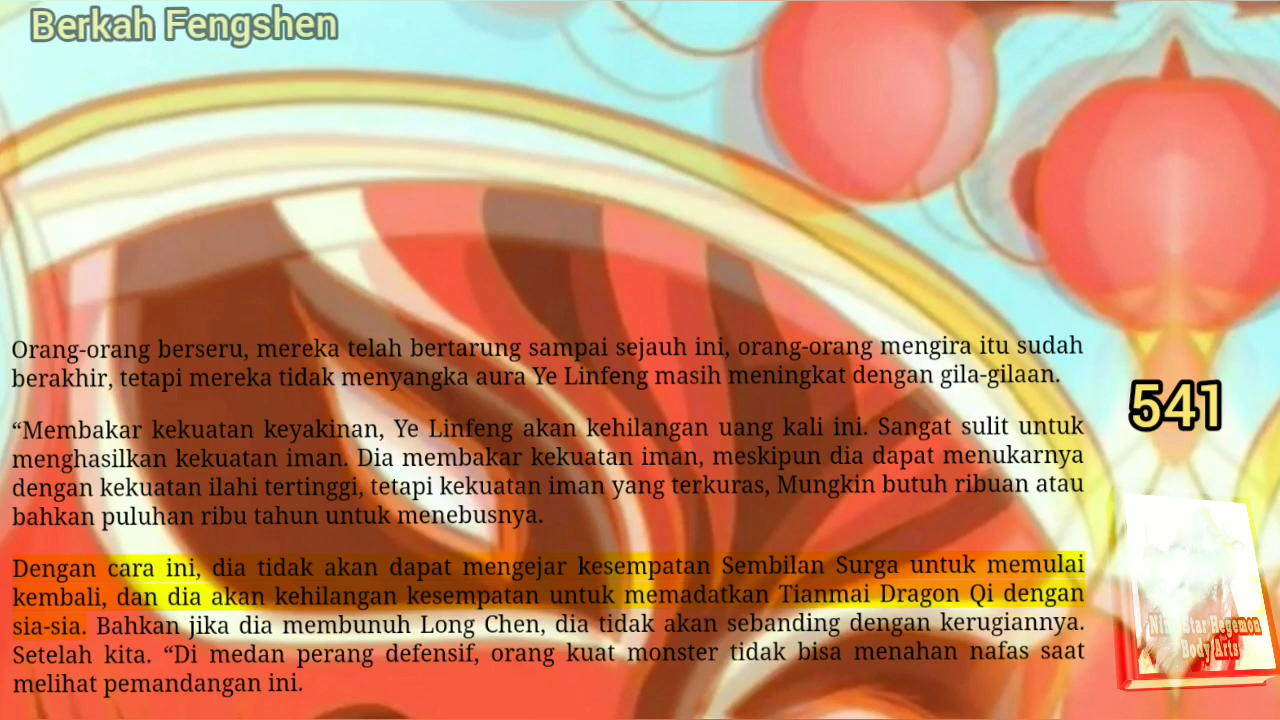 Berkah Fengshen
Orang-orang berseru, mereka telah bertarung sampai sejauh ini, orang-orang mengira itu sudah
berakhir, tetapi mereka tidak menyangka aura Ye Linfeng masih meningkat dengan gila-gilaan.
“Membakar kekuatan keyakinan, Ye Linfeng akan kehilangan uang kali ini. Sangat sulit untuk
menghasilkan kekuatan iman. Dia membakar kekuatan iman, meskipun dia dapat menukarnya
dengan kekuatan ilahi tertinggi, tetapi kekuatan iman yang terkuras, Mungkin butuh ribuan atau
bahkan puluhan ribu tahun untuk menebusnya.
Dengan cara ini, dia tidak akan dapat mengejar kesempatan Sembilan Surga untuk memulai
kembali, dan dia akan kehilangan kesempatan untuk memadatkan Tianmai Dragon Qi dengan
sia-sia. Bahkan jika dia membunuh Long Chen, dia tidak akan sebanding dengan kerugiannya.
Setelah kita. “Di medan perang defensif, orang kuat monster tidak bisa menahan nafas saat
melihat pemandangan ini.
541
Nine Star Hegemon
Body Arts